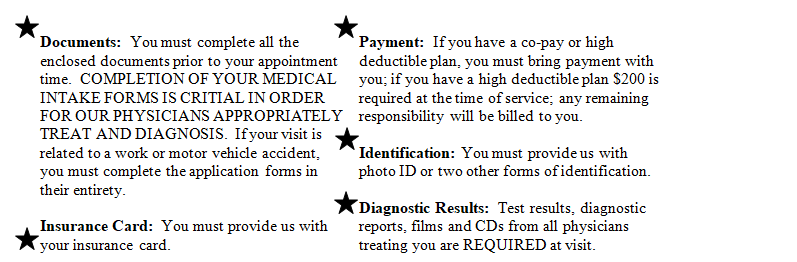 Documents: You must complete all the
enclosed documents prior to your appointment
time. COMPLETION OF YOUR MEDICAL
INTAKE FORMS IS CRITIAL IN ORDER
FOR OUR PHYSICIANS APPROPRIATELY
TREAT AND DIAGNOSIS. If your visit is
related to a work or motor vehicle accident,
you must complete the application forms in
their entirety.
Insurance Card: You must provide us with
your insurance card.
Payment: If you have a co-pay or high
deductible plan, you must bring payment with
you; if you have a high deductible plan $200 is
required at the time of service; any remaining
responsibility will be billed to you.
Identification: You must provide us with
photo ID or two other forms of identification.
Diagnostic Results: Test results, diagnostic
reports, films and CDs from all physicians
treating you are REQUIRED at visit.